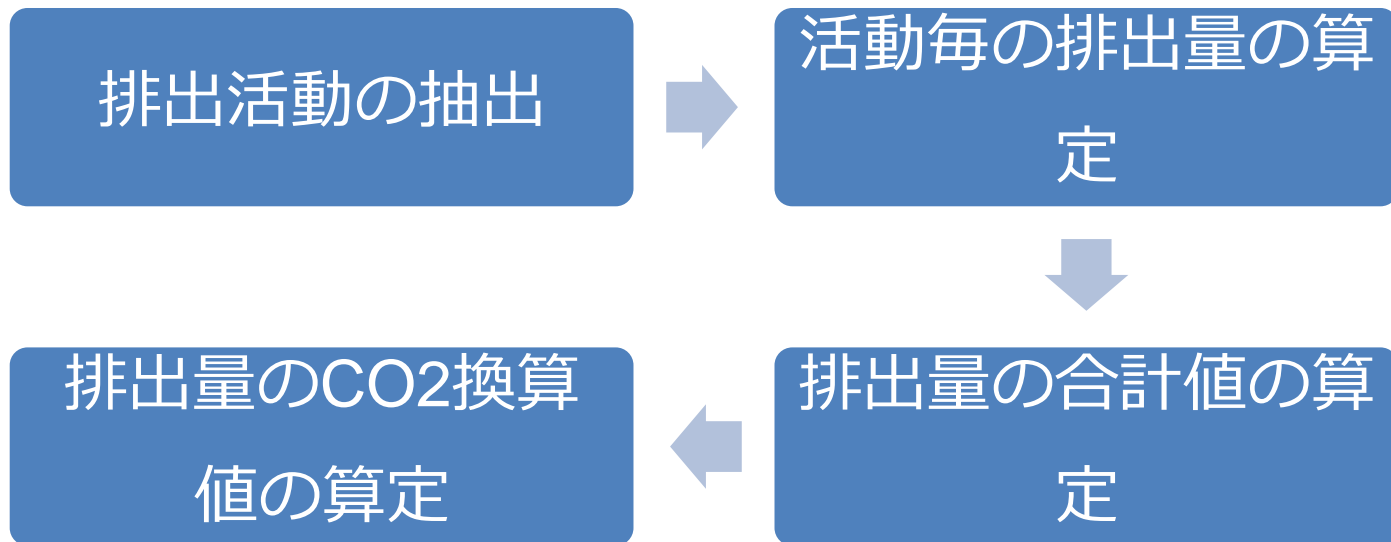 排出活動の抽出
活動毎の排出量の算
定
排出量の合計値の算
定
排出量のCO2換算
値の算定